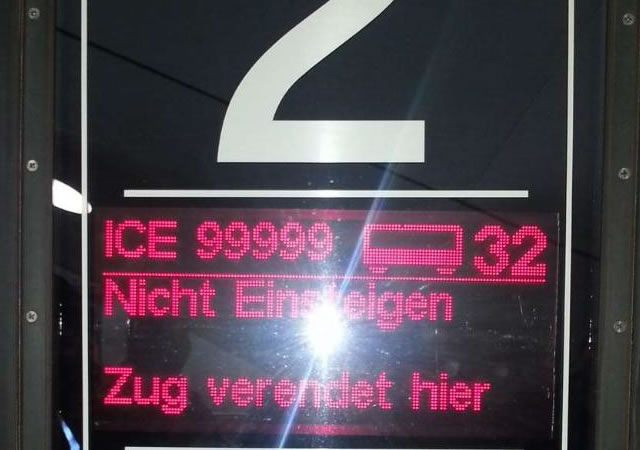 2
ICE 99999 32
Nicht Einsteigen
Zug verendet hier